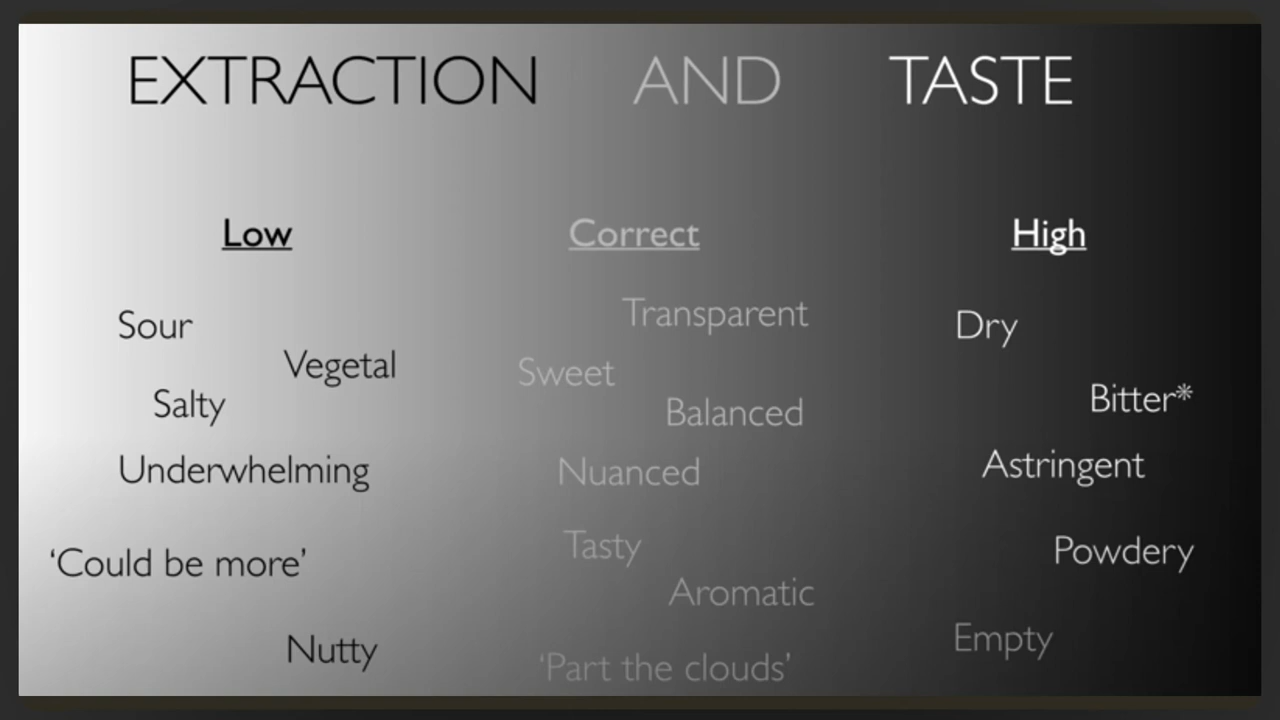 EXTRACTION AND TASTE
Low
Sour
Vegetal
Salty
Underwhelming
‘Could be more’
Nutty
Correct
Transparent
Sweet
Balanced
Nuanced
Tasty
Aromatic
‘Part the clouds’
High
Dry
Bitter*
Astringent
Powdery
Empty